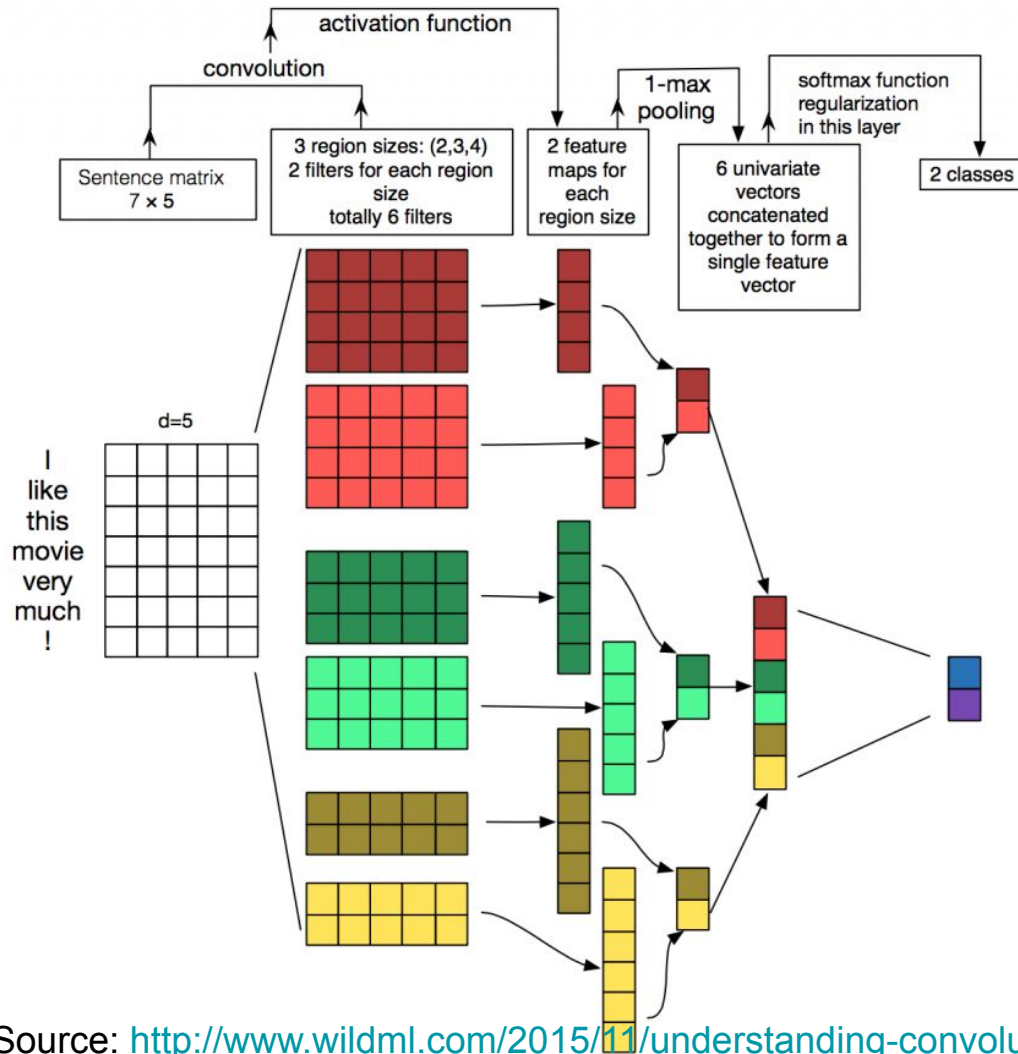 activation function
convolution
1-max
pooling
softmax function
regularization
in this layer
Sentence matrix
7 × 5
3 region sizes: (2,3,4)
2 filters for each region
size
totally 6 filters
2 feature
maps for
each
region size
6 univariate
vectors
concatenated
together to form a
single feature
vector
2 classes
d=5
I
like
this
movie
very
much
!
Source: http://www.wildml.com/2015/11/understanding-convolu